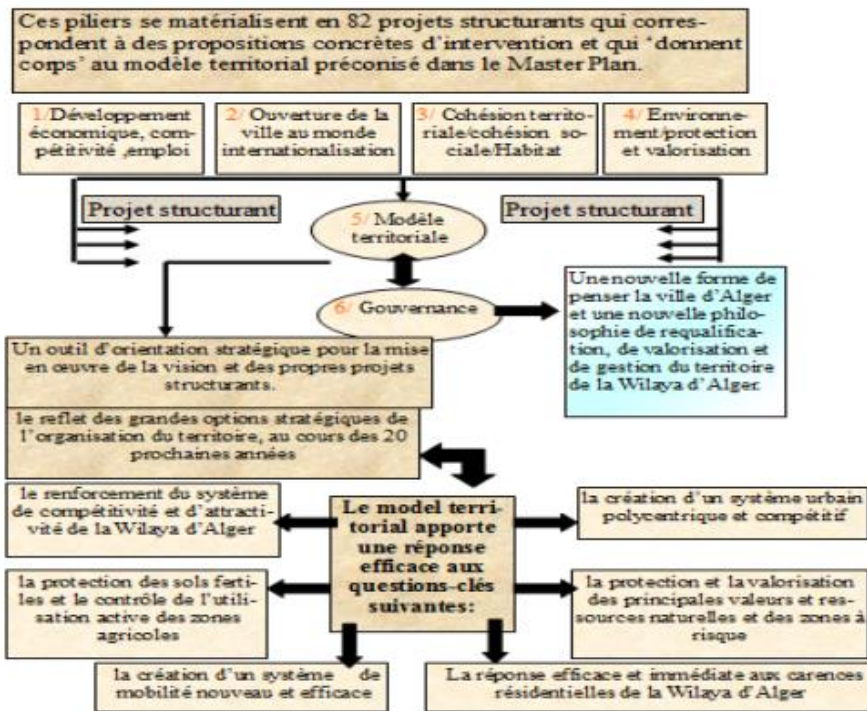 Ces piliers se matérialisent en 82 projets structurants qui corres-
pondent à des propositions concrètes d'intervention et qui ‘donnent
corps’ au modèle territorial préconisé dans le Master Plan.
1/Développement
économique, com-
pétitivité ,emploi
2/ Ouverture de la
ville au monde
internationalisation
3/ Cohésion territo-
riale/cohésion so-
ciale/Habitat
4/ Environne-
ment/protection
et valorisation
Projet structurant
5/ Modèle
territoriale
Projet structurant
6/ Gouvernance
Une nouvelle forme de
penser la ville d'Alger
et une nouvelle philo-
sophie de requalifica-
tion, de valorisation et
de gestion du territoire
de la Wilaya d'Alger.
Un outil d'orientation stratégique pour la mise
en œuvre de la vision et des propres projets
structurants.
le reflet des grandes options stratégiques de
l'organisation du territoire, au cours des 20
prochaines années
le renforcement du système
de compétitivité et d'attracti-
vité de la Wilaya d'Alger
Le model terri-
torial apporte
une réponse
efficace aux
questions-clés
suivantes:
la création d'un système urbain
polycentrique et compétitif
la protection des sols ferti-
les et le contrôle de l'utili-
sation active des zones
agricoles
la protection et la valorisation
des principales valeurs et res-
sources naturelles et des zones à
risque
la création d'un système de
mobilité nouveau et efficace
La réponse efficace et immédiate aux carences
résidentielles de la Wilaya d'Alger